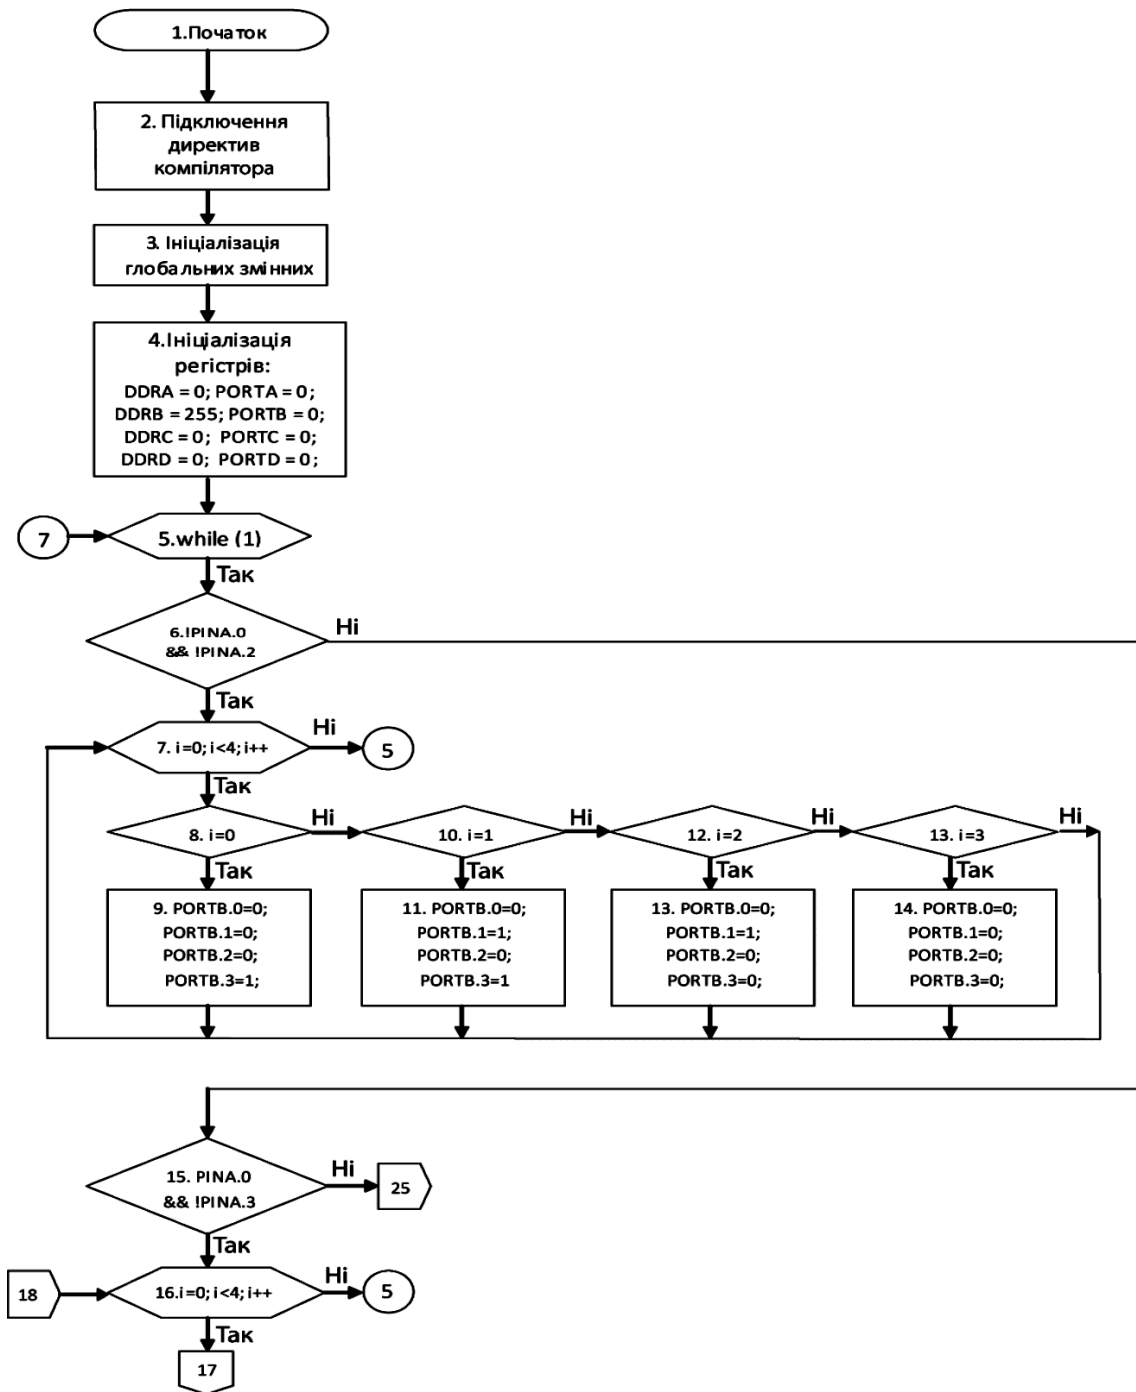 1.Початок
2. Підключення
директив
компілятора
3. Ініціалізація
глобальних змінних
4.Ініціалізація
регістрів:
DDRA = 0; PORTA = 0;
DDRB = 255; PORTB = 0;
DDRC = 0; PORTC = 0;
DDRD = 0; PORTD = 0;
7
5.while (1)
Так
6.!PINA.0
&& !PINA.2
Ні
Так
7. i=0; i<4; i++
Ні
5
Так
8. i=0
Ні
10. i=1
Ні
12. i=2
Ні
13. i=3
Ні
Так
Так
Так
Так
9. PORTB.0=0;
PORTB.1=0;
PORTB.2=0;
PORTB.3=1;
11. PORTB.0=0;
PORTB.1=1;
PORTB.2=0;
PORTB.3=1
13. PORTB.0=0;
PORTB.1=1;
PORTB.2=0;
PORTB.3=0;
14. PORTB.0=0;
PORTB.1=0;
PORTB.2=0;
PORTB.3=0;
15. PINA.0
&& !PINA.3
Ні
25
Так
18
16.i=0; i<4; i++
Ні
5
Так
17